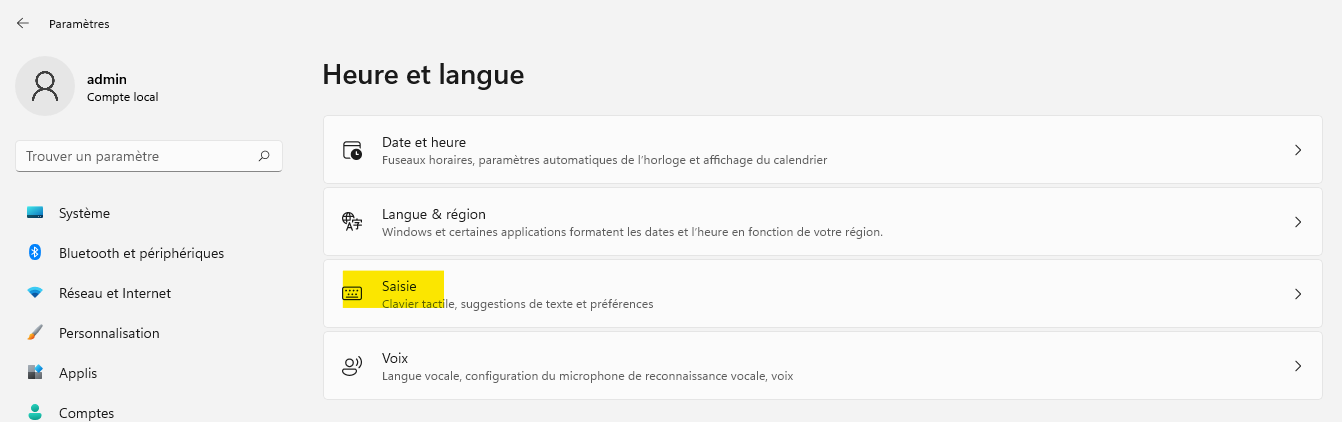 Paramètres
admin
Compte local
Trouver un paramètre
Système
Bluetooth et périphériques
Réseau et Internet
Personnalisation
Applis
Comptes
Heure et langue
Date et heure
Fuseaux horaires, paramètres automatiques de l’horloge et affichage du calendrier
Langue & région
Windows et certaines applications formatent les dates et l’heure en fonction de votre région.
Saisie
Clavier tactile, suggestions de texte et préférences
Voix
Langue vocale, configuration du microphone de reconnaissance vocale, voix